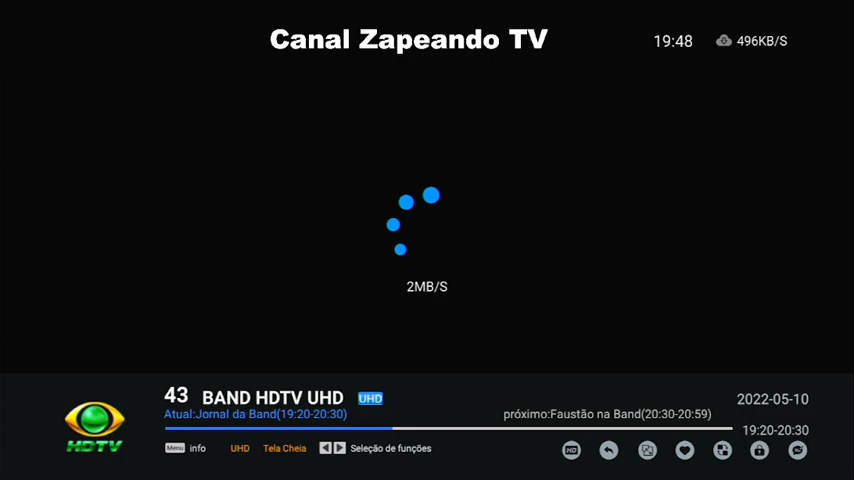 Canal Zapeando TV
19:48
496KB/S
2MB/S
43 BAND HDTV UHD UHD
2022-05-10
Atual:Jornal da Band(19:20-20:30)
próximo:Faustão na Band(20:30-20:59)
19:20-20:30
HDTV
Menu info UHD Tela Cheia Seleção de funções
HD